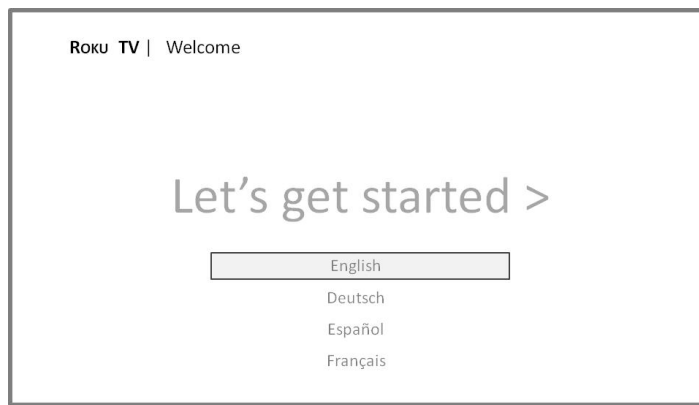 Roku TV | Welcome
Let's get started >
English
Deutsch
Español
Français